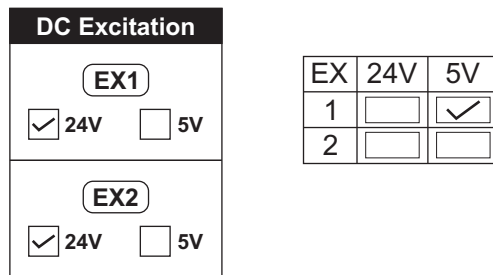 DC Excitation
EX1
24V 5V
EX2
24V 5V
EX 24V 5V
1
2